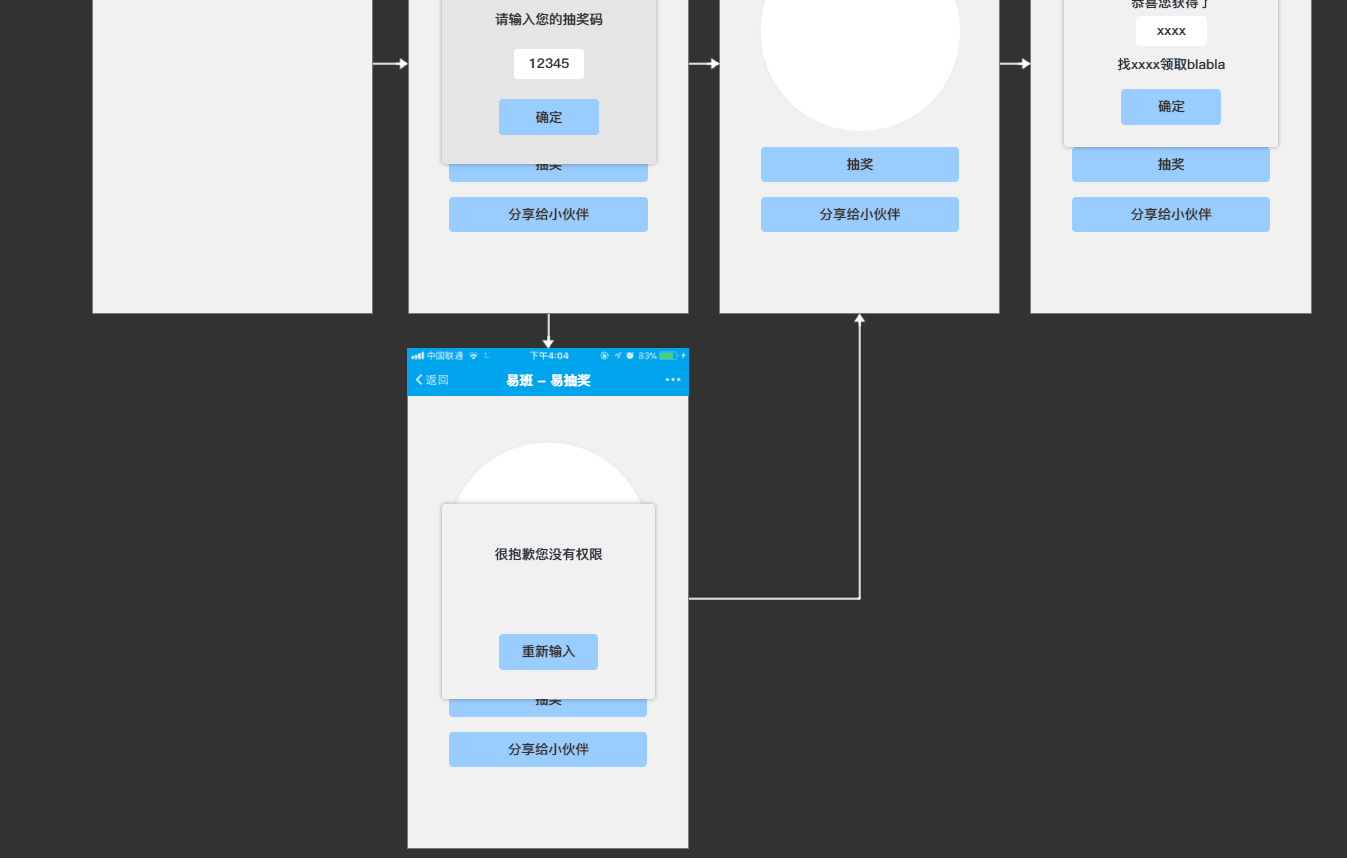 请输入您的抽奖码
12345
确定
抽奖
分享给小伙伴
抽奖
分享给小伙伴
恭喜您获得了
xxxx
找xxxx领取blabla
确定
抽奖
分享给小伙伴
中国联通
下午4:04
83%
返回
易班 – 易抽奖
很抱歉您没有权限
重新输入
抽奖
分享给小伙伴